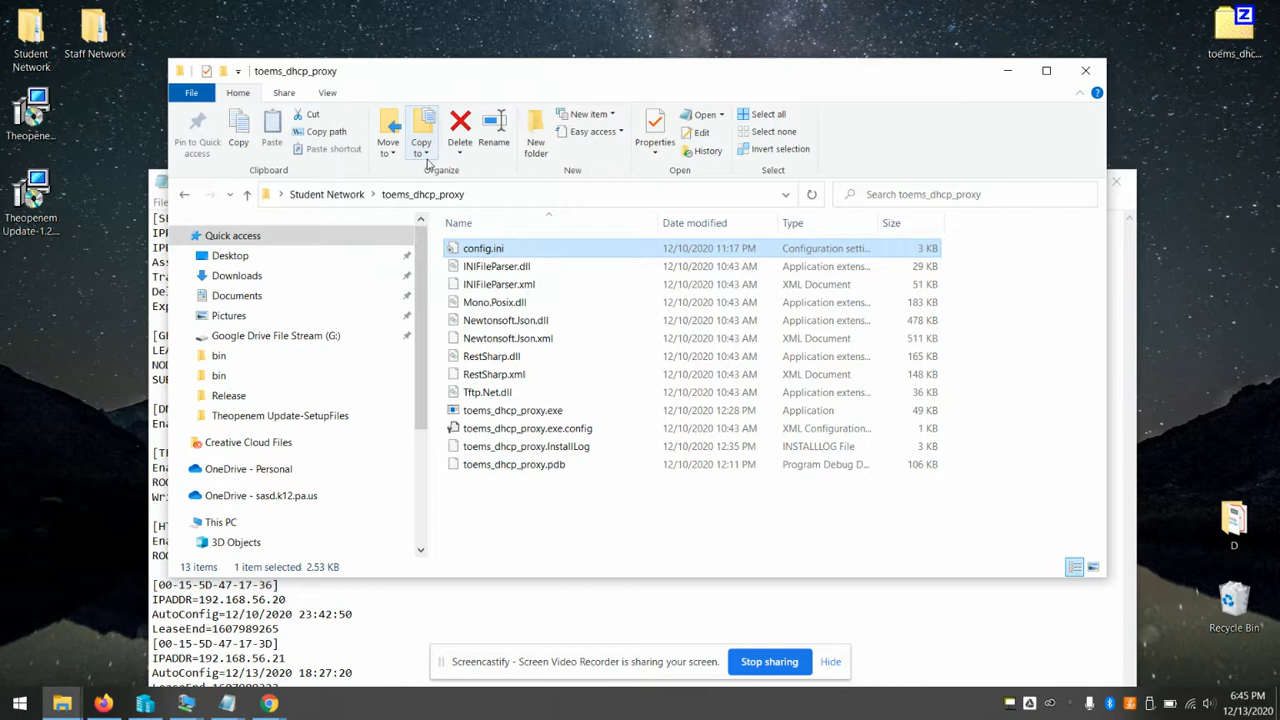 Student
Network
Staff Network
Theopene...
Theopenem
Update-1.2...
toems_dhc...
D
Recycle Bin
toems_dhcp_proxy
File
Home
Share
View
Pin to Quick
access
Copy
Paste
Cut
Copy path
Paste shortcut
Clipboard
Move
to
Copy
to
Delete
Rename
Organize
New
folder
New item
Easy access
New
Properties
Open
Edit
History
Open
Select all
Select none
Invert selection
Select
Student Network
toems_dhcp_proxy
Search toems_dhcp_proxy
Name
Date modified
Type
Size
Quick access
Desktop
Downloads
Documents
Pictures
Google Drive File Stream (G:)
bin
bin
Release
Theopenem Update-SetupFiles
Creative Cloud Files
OneDrive - Personal
OneDrive - sasd.k12.pa.us
This PC
3D Objects
config.ini 12/10/2020 11:17 PM Configuration setti... 3 KB
INIFileParser.dll 12/10/2020 10:43 AM Application extens... 29 KB
INIFileParser.xml 12/10/2020 10:43 AM XML Document 51 KB
Mono.Posix.dll 12/10/2020 10:43 AM Application extens... 183 KB
Newtonsoft.Json.dll 12/10/2020 10:43 AM Application extens... 478 KB
Newtonsoft.Json.xml 12/10/2020 10:43 AM XML Document 511 KB
RestSharp.dll 12/10/2020 10:43 AM Application extens... 165 KB
RestSharp.xml 12/10/2020 10:43 AM XML Document 148 KB
Tftp.Net.dll 12/10/2020 10:43 AM Application extens... 36 KB
toems_dhcp_proxy.exe 12/10/2020 12:28 PM Application 49 KB
toems_dhcp_proxy.exe.config 12/10/2020 10:43 AM XML Configuration... 1 KB
toems_dhcp_proxy.InstallLog 12/10/2020 12:35 PM INSTALLLOG File 3 KB
toems_dhcp_proxy.pdb 12/10/2020 12:11 PM Program Debug D... 106 KB
13 items
1 item selected 2.53 KB
[00-15-5D-47-17-36]
IPADDR=192.168.56.20
AutoConfig=12/10/2020 23:42:50
LeaseEnd=1607989265
[00-15-5D-47-17-3D]
IPADDR=192.168.56.21
AutoConfig=12/13/2020 18:27:20
Screencastify - Screen Video Recorder is sharing your screen.
Stop sharing
Hide
6:45 PM
12/13/2020